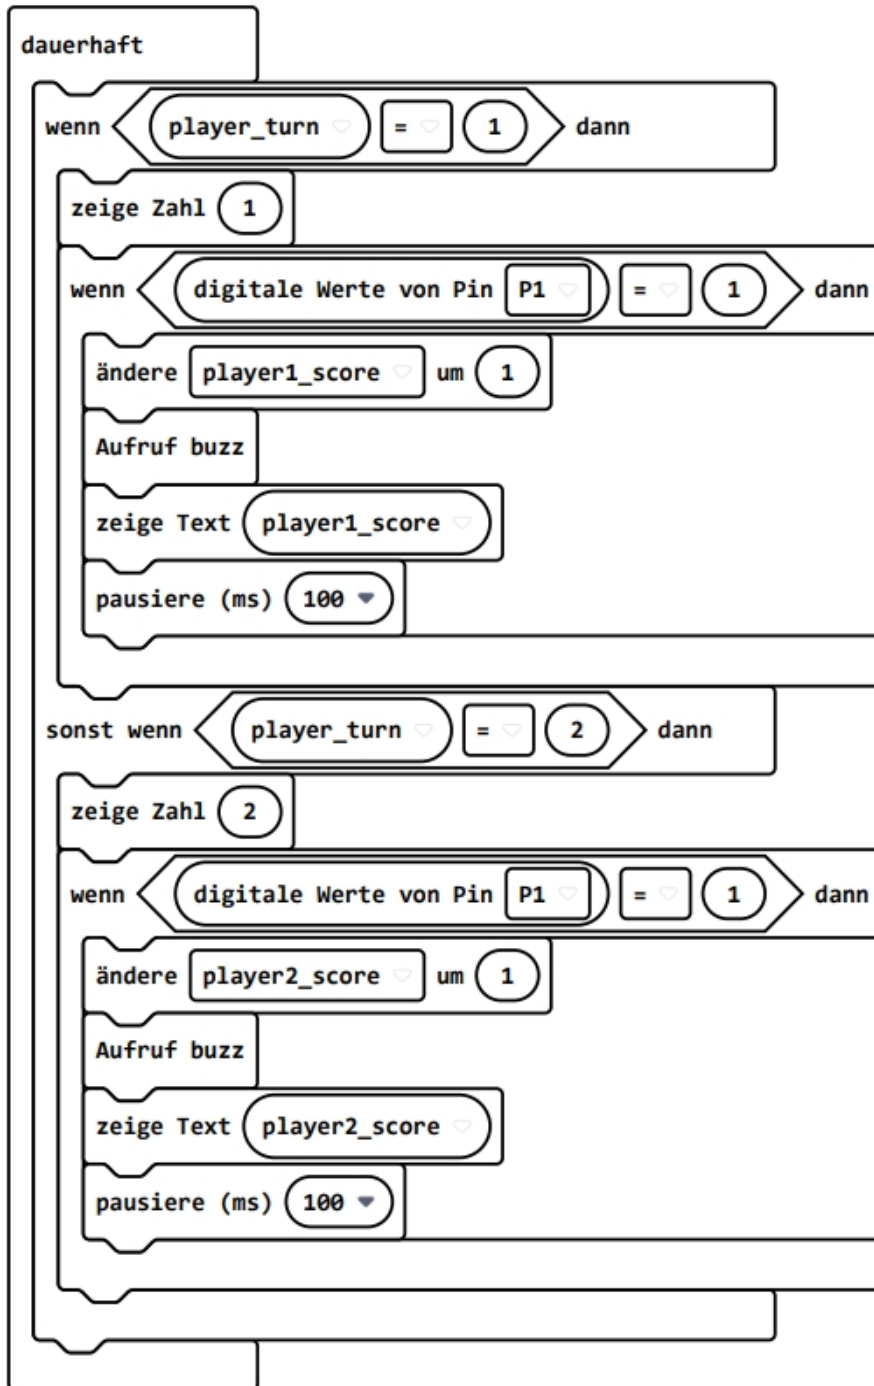 dauerhaft
wenn player_turn = 1 dann
zeige Zahl 1
wenn digitale Werte von Pin P1 = 1 dann
ändere player1_score um 1
Aufruf buzz
zeige Text player1_score
pausiere (ms) 100
sonst wenn player_turn = 2 dann
zeige Zahl 2
wenn digitale Werte von Pin P1 = 1 dann
ändere player2_score um 1
Aufruf buzz
zeige Text player2_score
pausiere (ms) 100